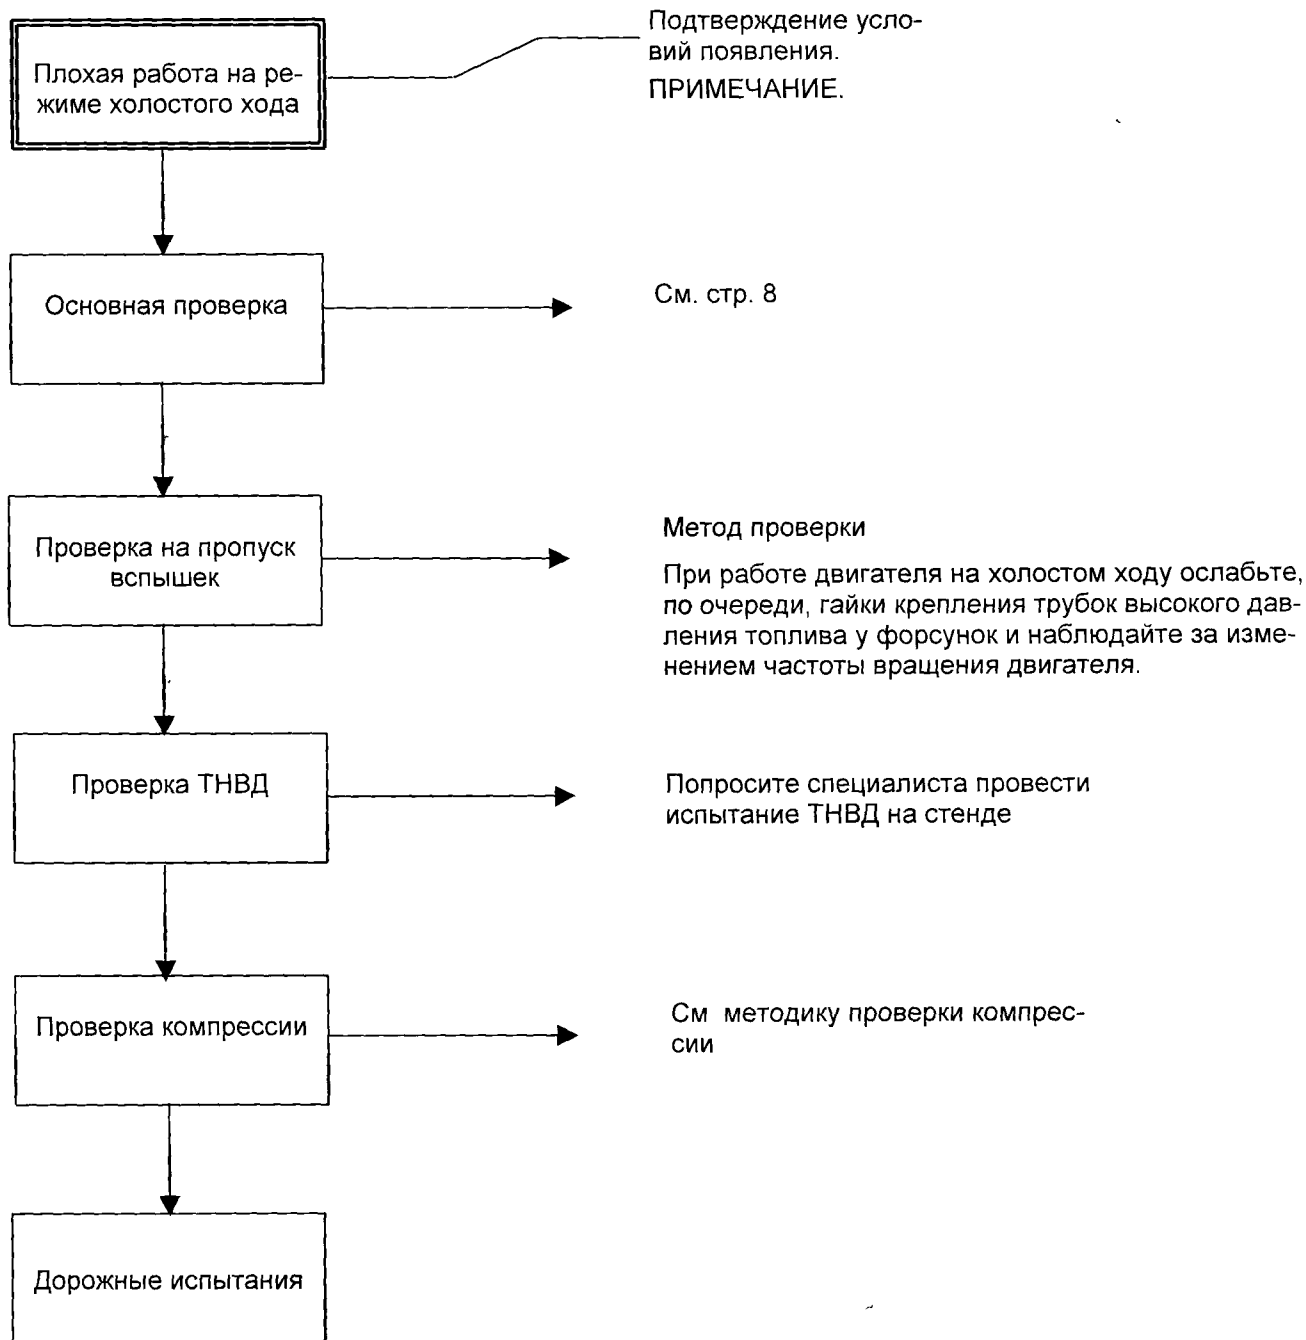 Плохая работа на ре-
жиме холостого хода
Подтверждение усло-
вий появления.
ПРИМЕЧАНИЕ.
Основная проверка
См. стр. 8
Проверка на пропуск
вспышек
Метод проверки
При работе двигателя на холостом ходу ослабьте,
по очереди, гайки крепления трубок высокого дав-
ления топлива у форсунок и наблюдайте за изме-
нением частоты вращения двигателя.
Проверка ТНВД
Попросите специалиста провести
испытание ТНВД на стенде
Проверка компрессии
См методику проверки компрес-
сии
Дорожные испытания